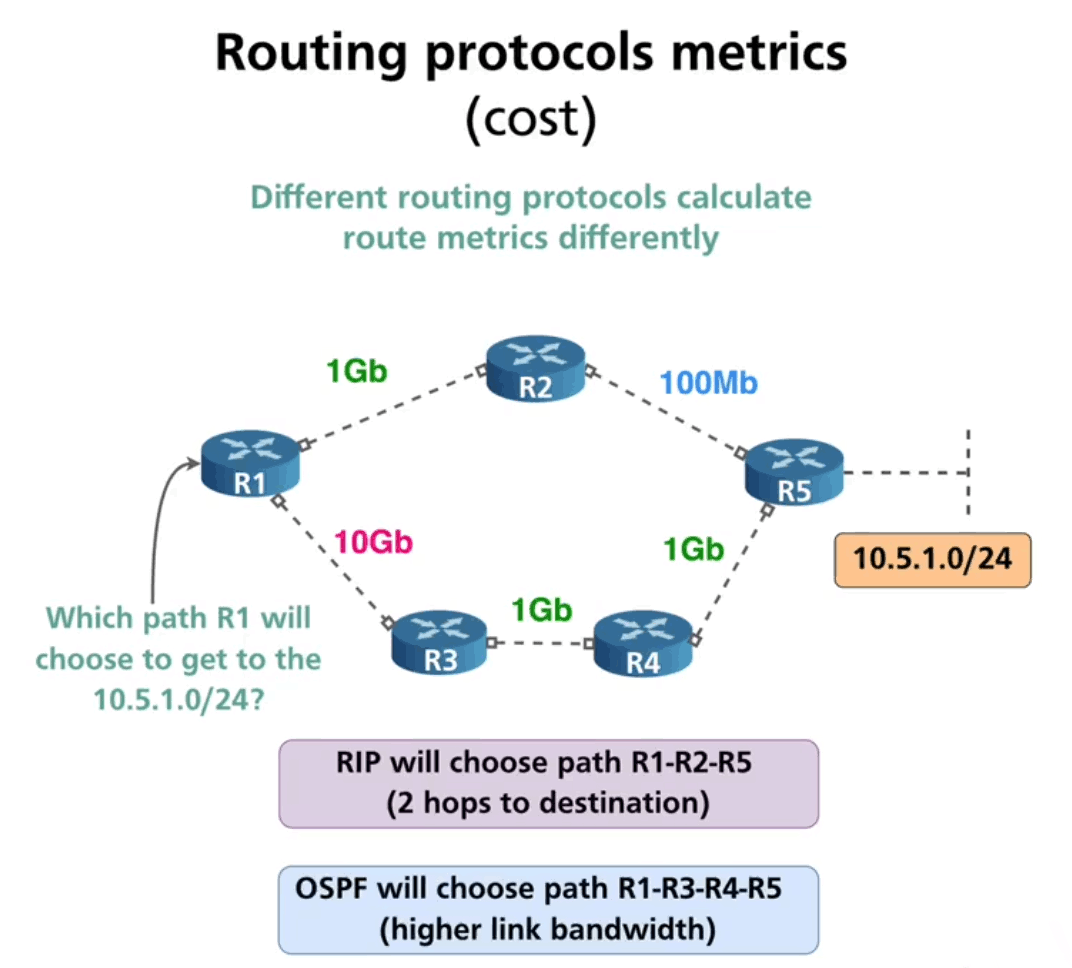 Routing protocols metrics
(cost)
Different routing protocols calculate
route metrics differently
1Gb
R2
100Mb
R1
R5
10Gb
1Gb
10.5.1.0/24
Which path R1 will
choose to get to the
10.5.1.0/24?
1Gb
R3
R4
RIP will choose path R1-R2-R5
(2 hops to destination)
OSPF will choose path R1-R3-R4-R5
(higher link bandwidth)